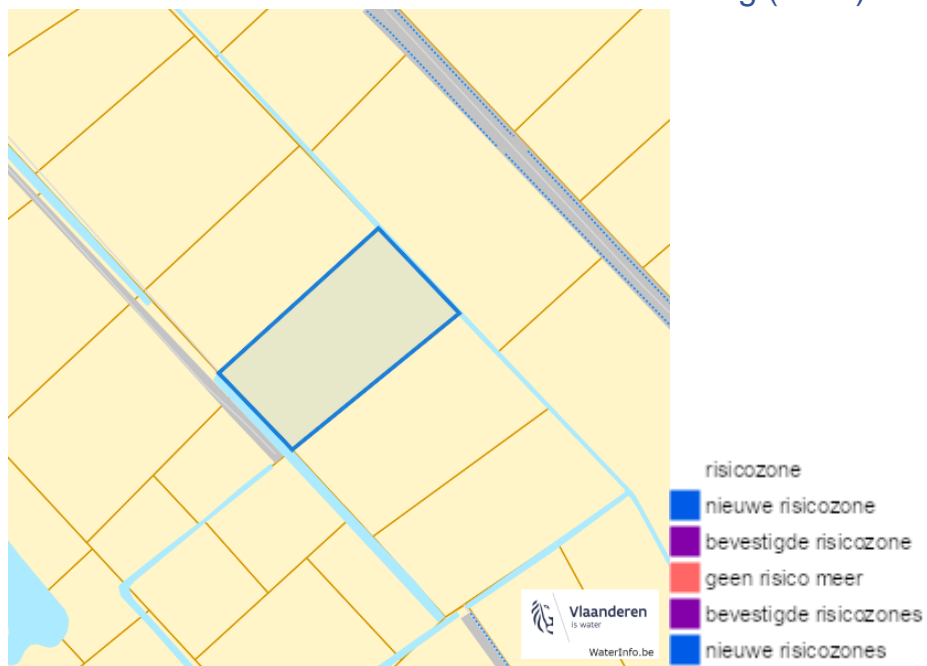 risicozone
nieuwe risicozone
bevestigde risicozone
geen risico meer
bevestigde risicozones
nieuwe risicozones
Vlaanderen
is water
WaterInfo.be